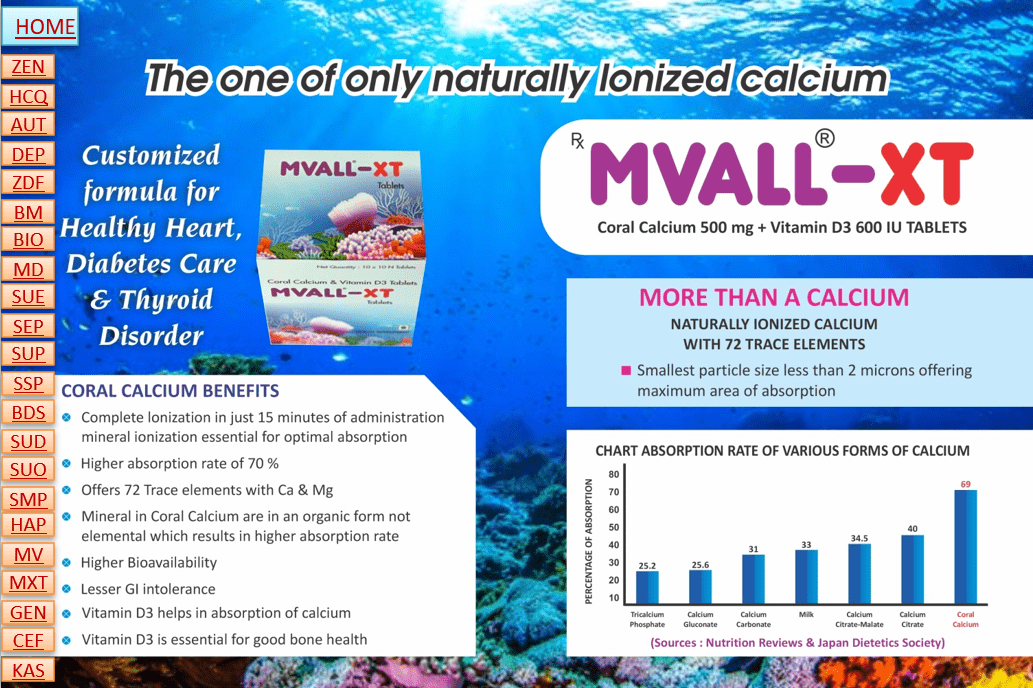 HOME
ZEN
HCQ
AUT
DEP
ZDF
BM
BIO
MD
SUE
SEP
SUP
SSP
BDS
SUD
SUO
SMP
HAP
MV
MXT
GEN
CEF
KAS
The one of only naturally Ionized calcium
Customized
formula for
Healthy Heart,
Diabetes Care
& Thyroid
Disorder
MVALL-XT
Tablets
Net Quantity : 10 x 10 N Tablets
Coral Calcium & Vitamin D3 Tablets
MVALL-XT
Tablets
Rx MVALL-XT®
Coral Calcium 500 mg + Vitamin D3 600 IU TABLETS
MORE THAN A CALCIUM
NATURALLY IONIZED CALCIUM
WITH 72 TRACE ELEMENTS
Smallest particle size less than 2 microns offering
maximum area of absorption
CORAL CALCIUM BENEFITS
Complete Ionization in just 15 minutes of administration
mineral ionization essential for optimal absorption
Higher absorption rate of 70 %
Offers 72 Trace elements with Ca & Mg
Mineral in Coral Calcium are in an organic form not
elemental which results in higher absorption rate
Higher Bioavailability
Lesser GI intolerance
Vitamin D3 helps in absorption of calcium
Vitamin D3 is essential for good bone health
CHART ABSORPTION RATE OF VARIOUS FORMS OF CALCIUM
PERCENTAGE OF ABSORPTION
80
70
60
50
40
30
20
10
25.2
25.6
31
33
34.5
40
69
Tricalcium
Phosphate
Calcium
Gluconate
Calcium
Carbonate
Milk
Calcium
Citrate-Malate
Calcium
Citrate
Coral
Calcium
(Sources : Nutrition Reviews & Japan Dietetics Society)